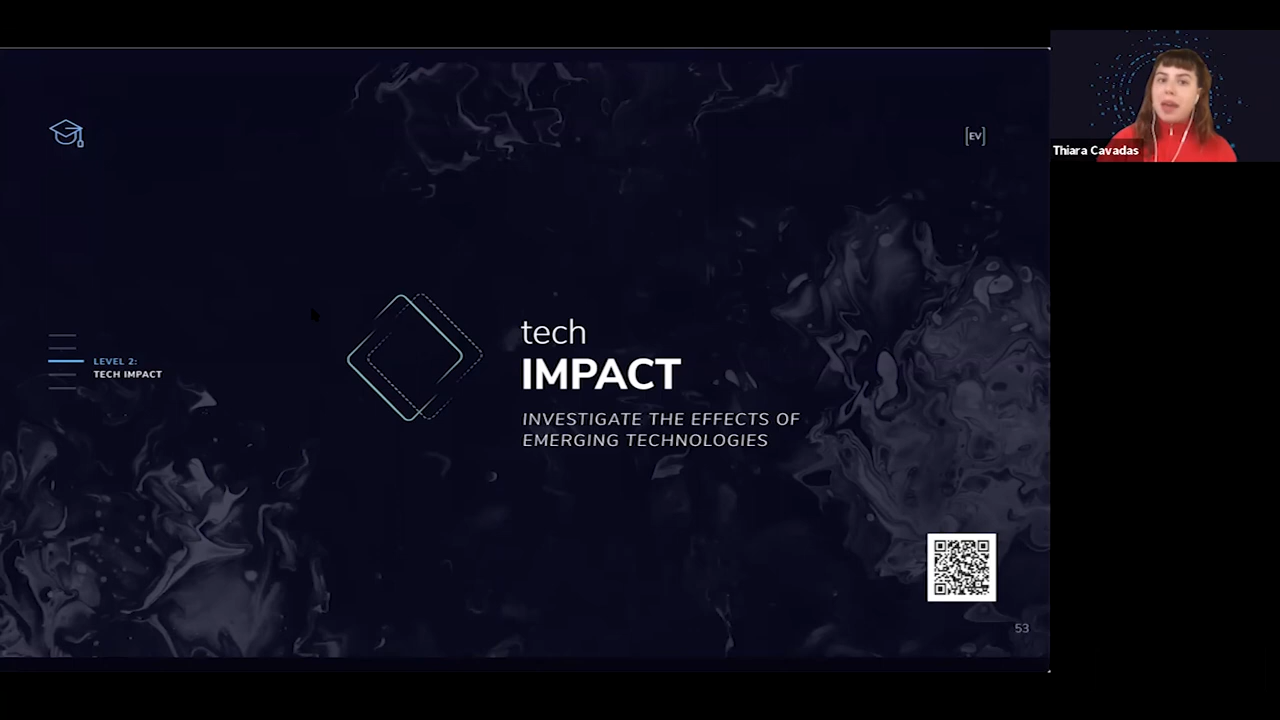 [EV]
Thiara Cavadas
tech
IMPACT
INVESTIGATE THE EFFECTS OF
EMERGING TECHNOLOGIES
LEVEL 2:
TECH IMPACT
53